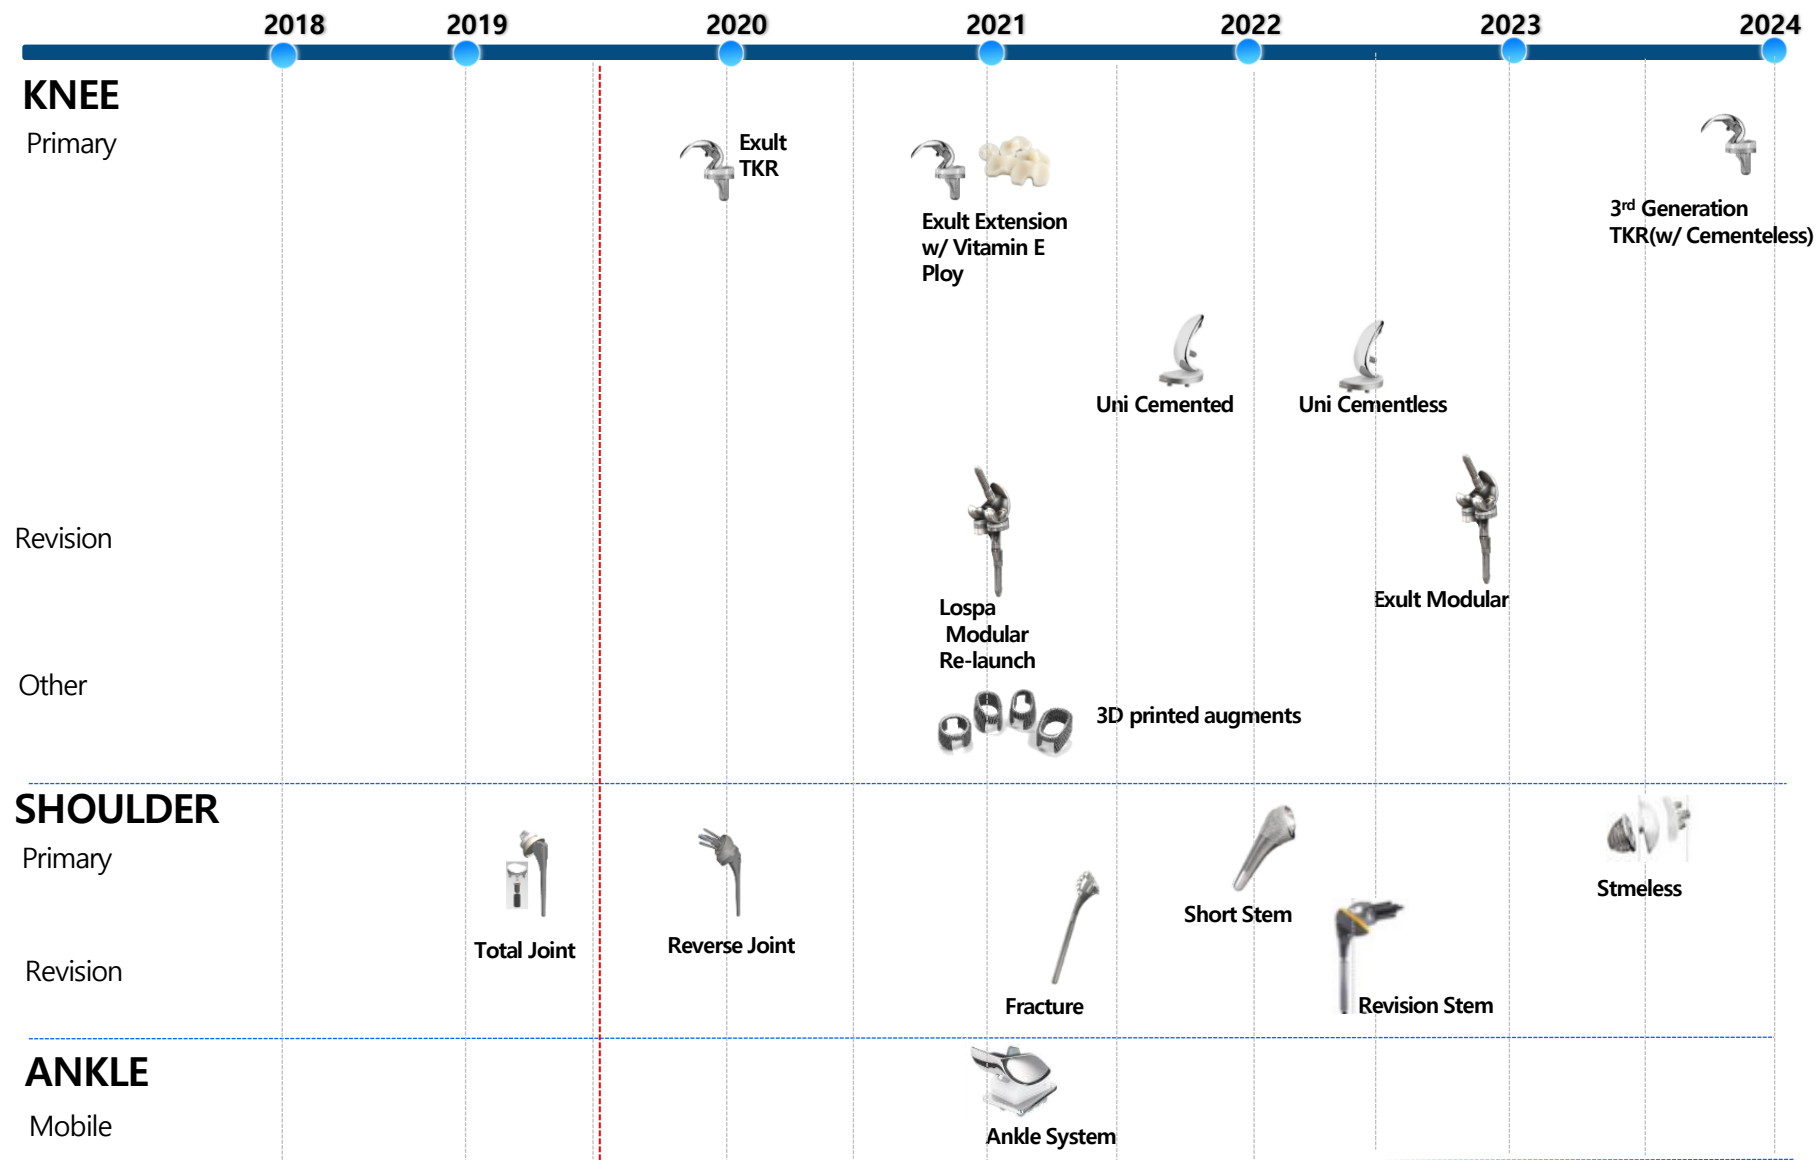 2018 2019 2020 2021 2022 2023 2024
KNEE
Primary
Exult
TKR
Exult Extension
w/ Vitamin E
Ploy
3rd Generation
TKR(w/ Cementeless)
Uni Cemented
Uni Cementless
Revision
Lospa
Modular
Re-launch
Exult Modular
Other
3D printed augments
SHOULDER
Primary
Total Joint
Reverse Joint
Short Stem
Stmeless
Revision
Fracture
Revision Stem
ANKLE
Mobile
Ankle System